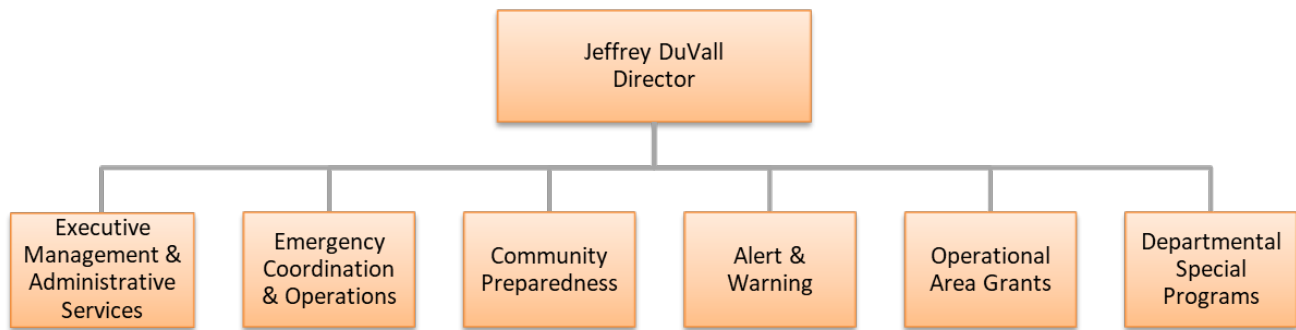 Jeffrey DuVall
Director
Executive
Management &
Administrative
Services
Emergency
Coordination
& Operations
Community
Preparedness
Alert &
Warning
Operational
Area Grants
Departmental
Special
Programs